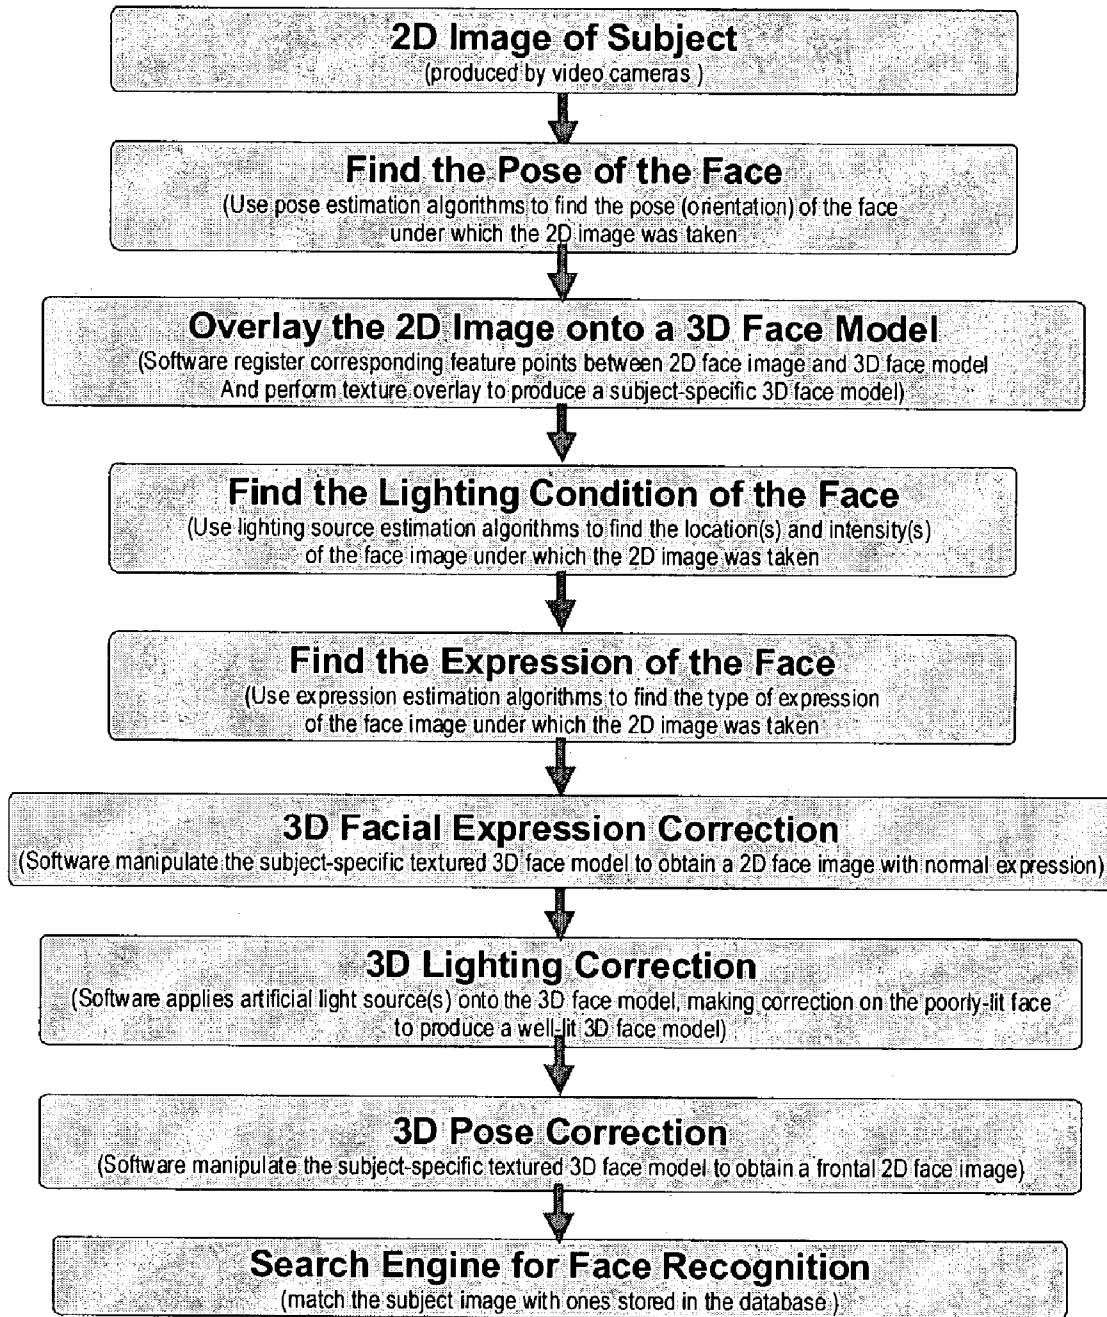 2D Image of Subject
(produced by video cameras )
Find the Pose of the Face
(Use pose estimation algorithms to find the pose (orientation) of the face
under which the 2D image was taken
Overlay the 2D Image onto a 3D Face Model
(Software register corresponding feature points between 2D face image and 3D face model
And perform texture overlay to produce a subject-specific 3D face model)
Find the Lighting Condition of the Face
(Use lighting source estimation algorithms to find the location(s) and intensity(s)
of the face image under which the 2D image was taken
Find the Expression of the Face
(Use expression estimation algorithms to find the type of expression
of the face image under which the 2D image was taken
3D Facial Expression Correction
(Software manipulate the subject-specific textured 3D face model to obtain a 2D face image with normal expression)
3D Lighting Correction
(Software applies artificial light source(s) onto the 3D face model, making correction on the poorly-lit face
to produce a well-lit 3D face model)
3D Pose Correction
(Software manipulate the subject-specific textured 3D face model to obtain a frontal 2D face image)
Search Engine for Face Recognition
(match the subject image with ones stored in the database )